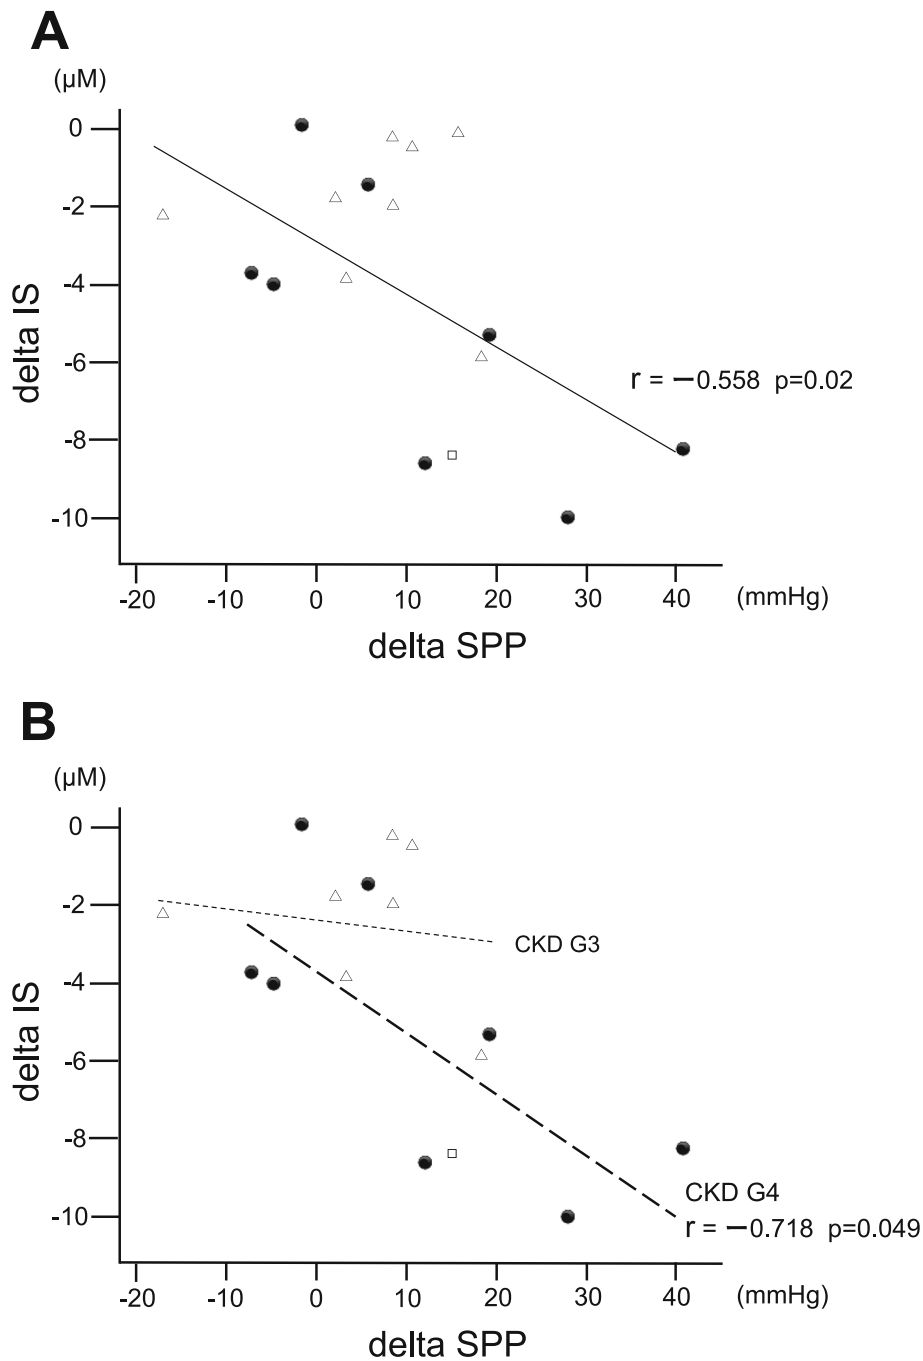 A
(μM)
0
-2
-4
-6
-8
-10
delta IS
r = −0.558 p=0.02
-20 -10 0 10 20 30 40 (mmHg)
delta SPP
B
(μM)
0
-2
-4
-6
-8
-10
delta IS
CKD G3
CKD G4
r = −0.718 p=0.049
-20 -10 0 10 20 30 40 (mmHg)
delta SPP